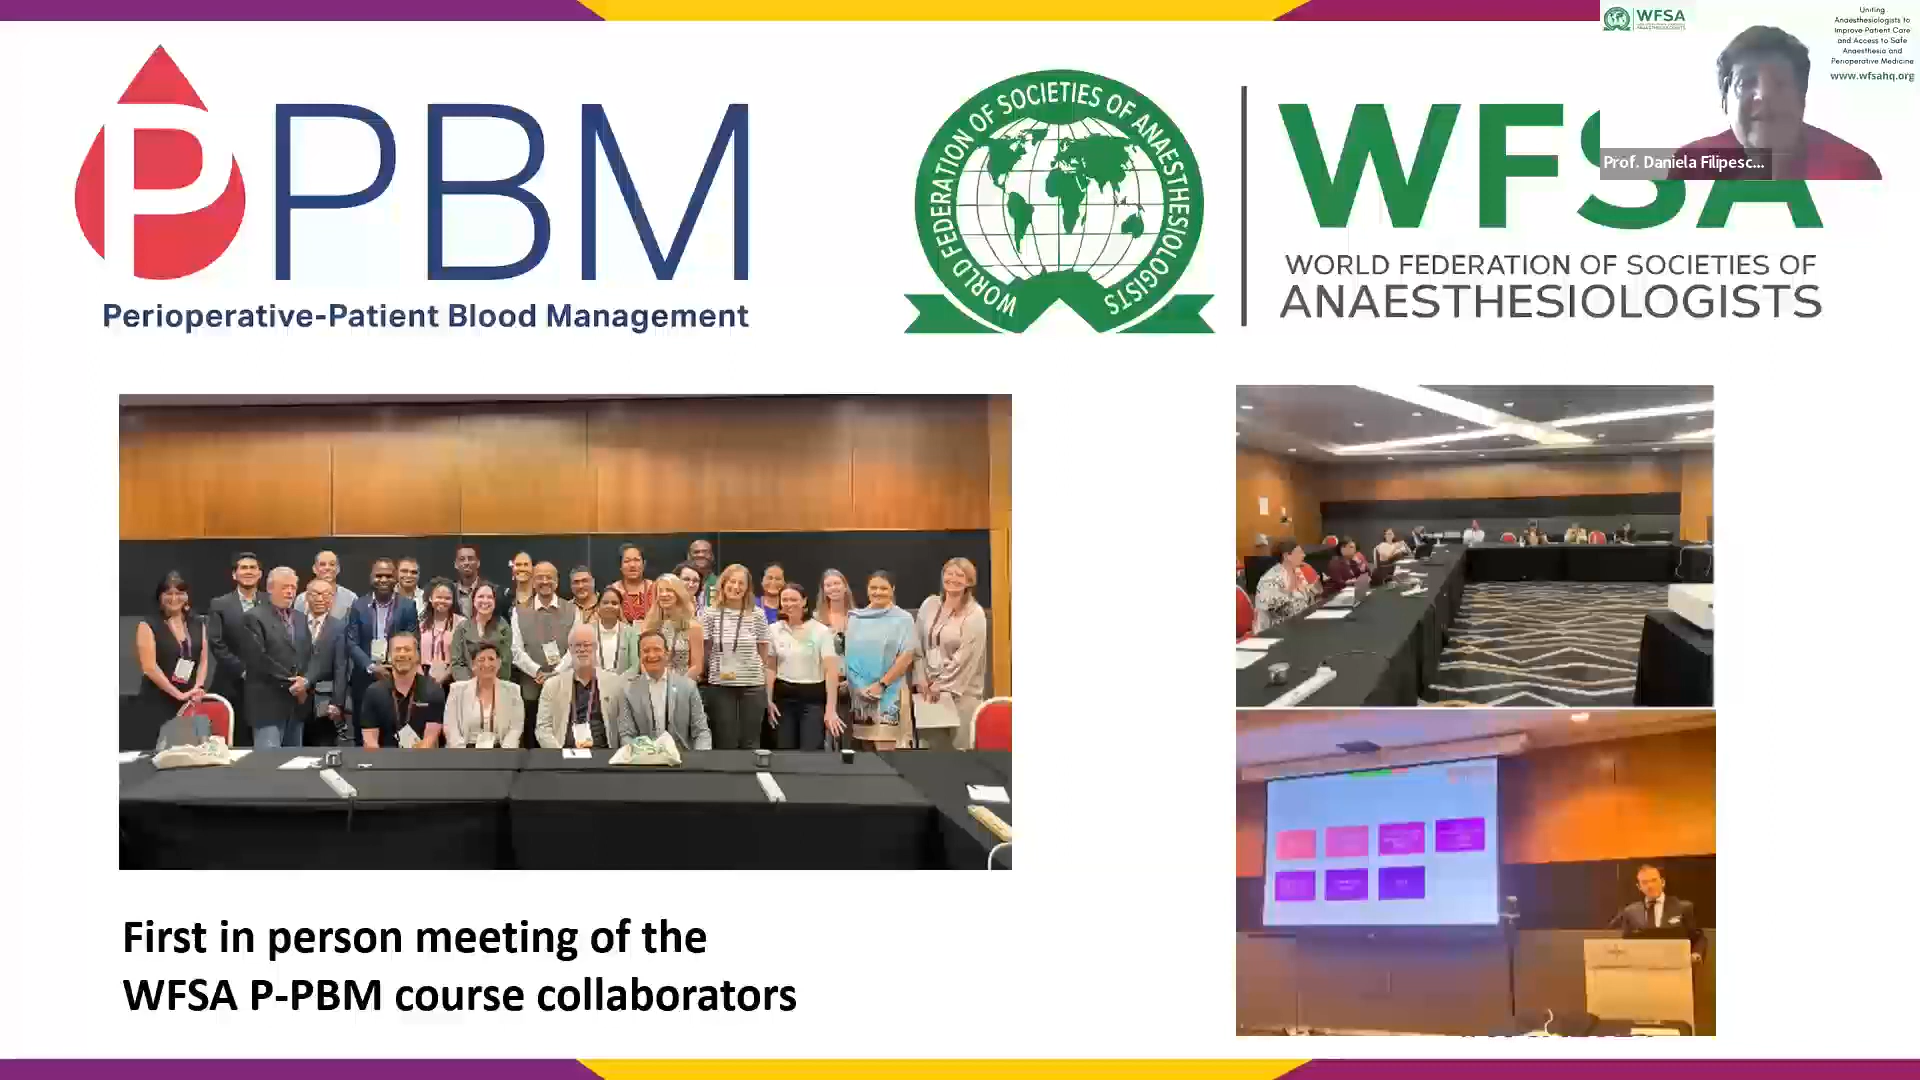 PPBM
Perioperative-Patient Blood Management
WORLD FEDERATION OF SOCIETIES OF ANAESTHESIOLOGISTS
WFSA
WORLD FEDERATION OF SOCIETIES OF
ANAESTHESIOLOGISTS
WFSA
ANAESTHESIOLOGISTS
Uniting
Anaesthesiologists to
Improve Patient Care
and Access to Safe
Anaesthesia and
Perioperative Medicine
www.wfsahq.org
Prof. Daniela Filipesc...
First in person meeting of the
WFSA P-PBM course collaborators